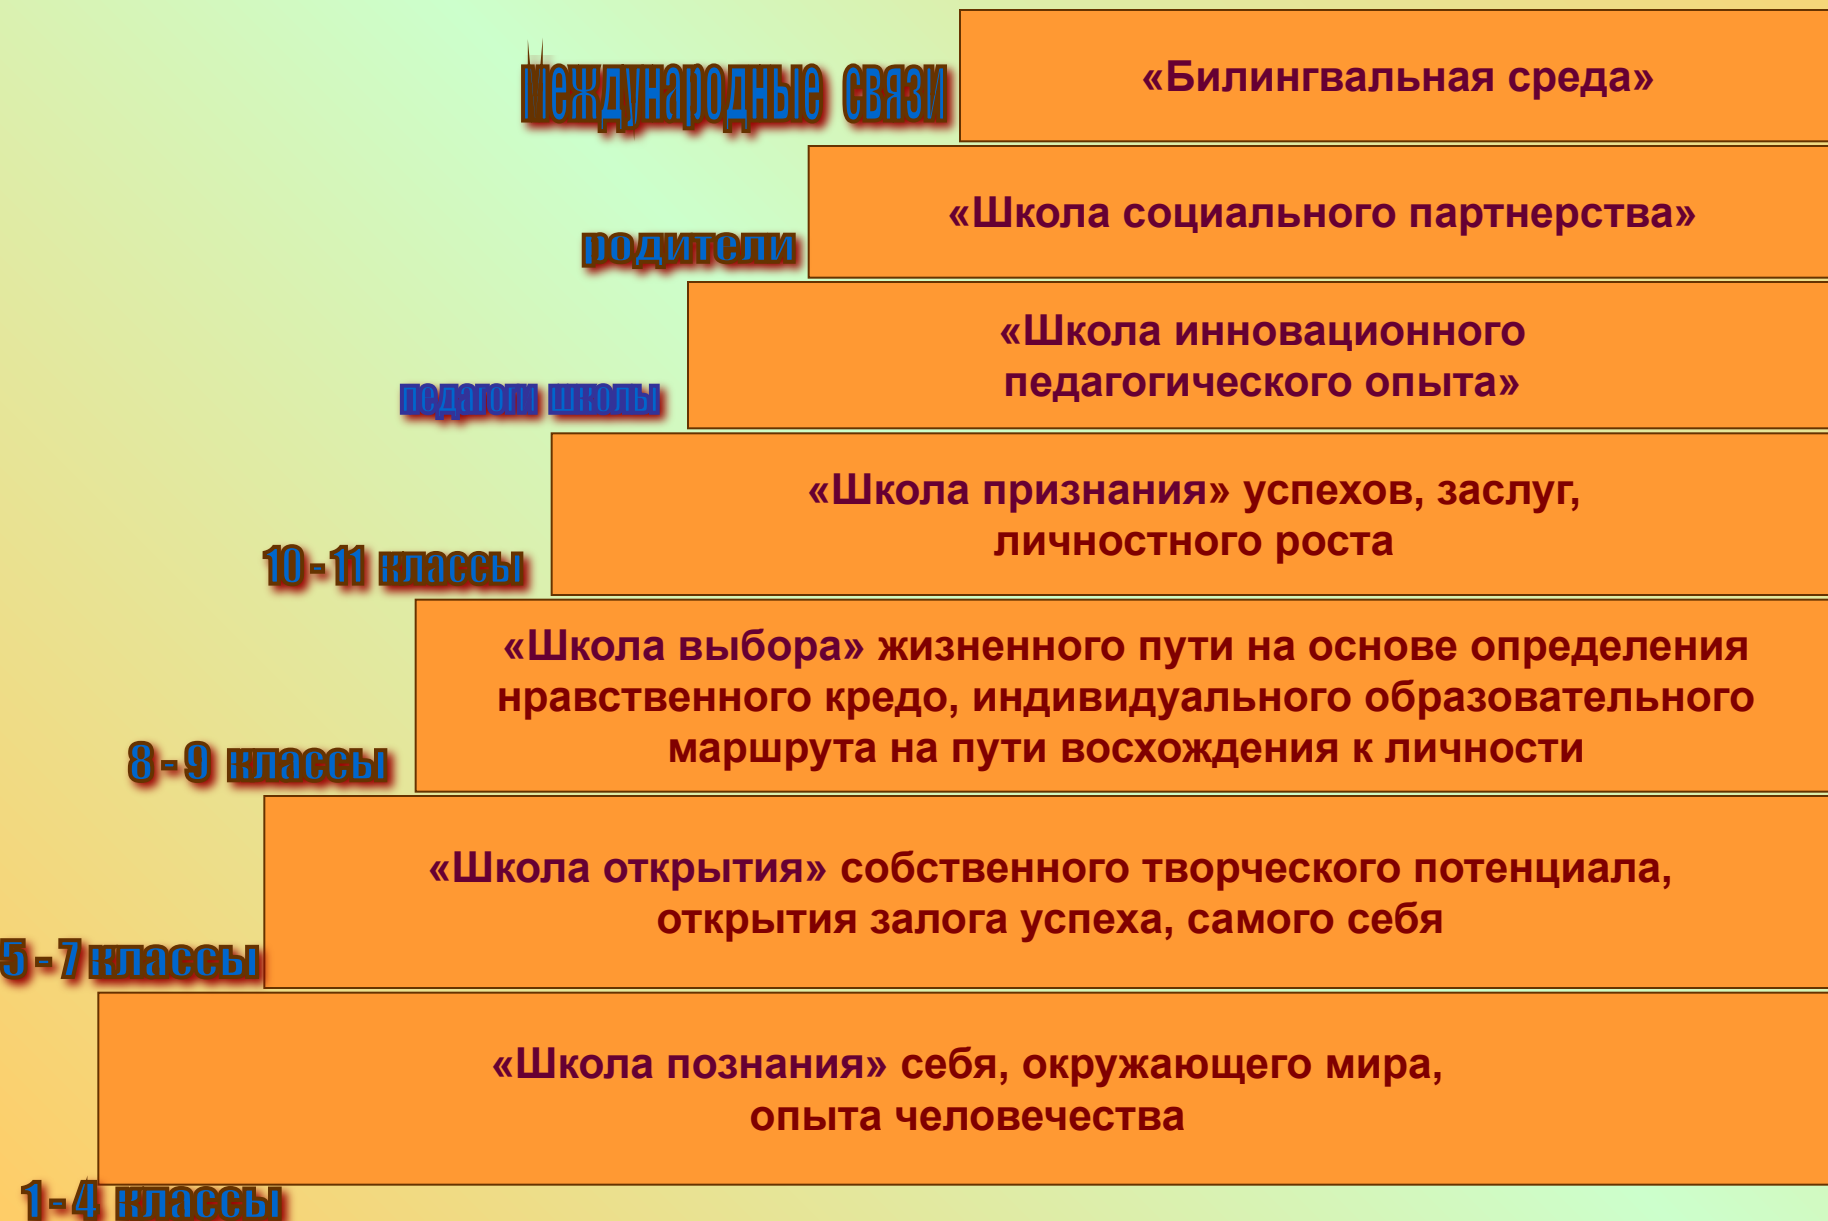 Международные связи
«Билингвальная среда»
родители
«Школа социального партнерства»
педагоги школы
«Школа инновационного
педагогического опыта»
10 - 11 классы
«Школа признания» успехов, заслуг,
личностного роста
8 - 9 классы
«Школа выбора» жизненного пути на основе определения
нравственного кредо, индивидуального образовательного
маршрута на пути восхождения к личности
5 - 7 классы
«Школа открытия» собственного творческого потенциала,
открытия залога успеха, самого себя
1 - 4 классы
«Школа познания» себя, окружающего мира,
опыта человечества